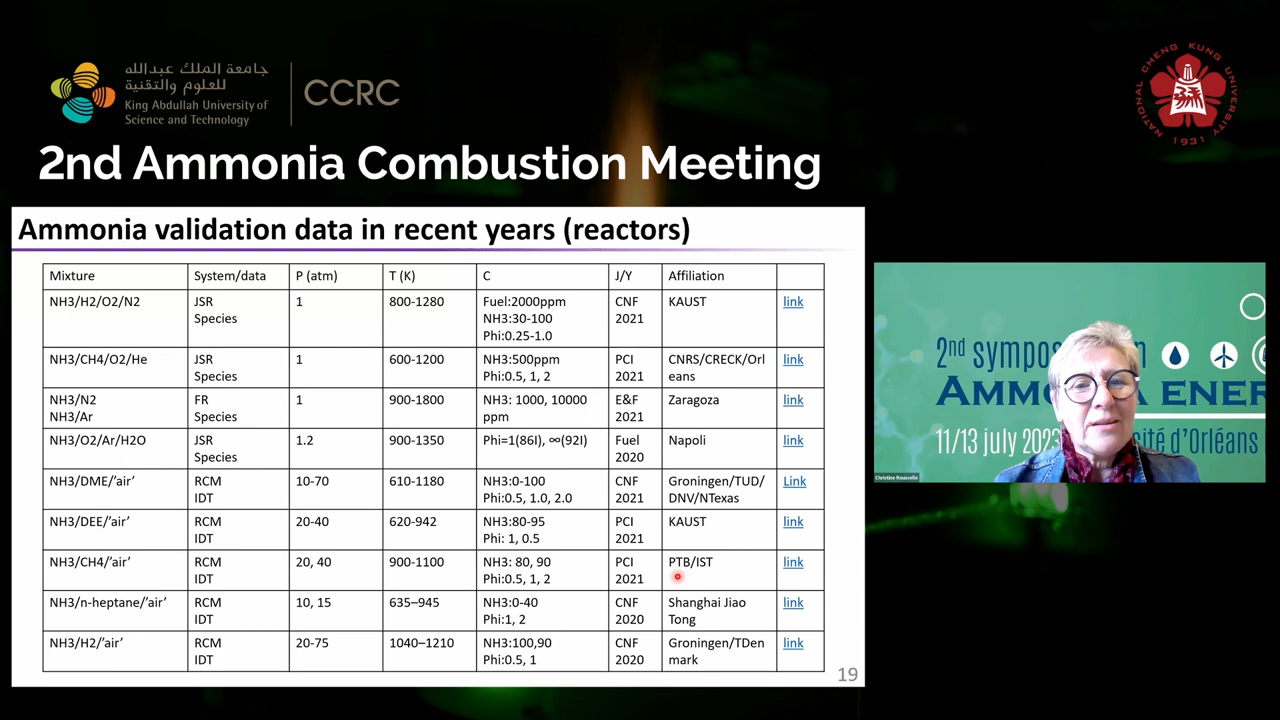 جامعة الملك عبدالله
للعلوم والتقنية
King Abdullah University of
Science and Technology
CCRC
NATIONAL CHENG KUNG UNIVERSITY
1931
2nd Ammonia Combustion Meeting
Ammonia validation data in recent years (reactors)
Mixture System/data P (atm) T (K) C J/Y Affiliation
NH3/H2/O2/N2 JSR 1 800-1280 Fuel:2000ppm CNF KAUST link
Species NH3:30-100 2021
Phi:0.25-1.0
NH3/CH4/O2/He JSR 1 600-1200 NH3:500ppm PCI CNRS/CRECK/Orl link
Species Phi:0.5, 1, 2 2021 eans
NH3/N2 FR 1 900-1800 NH3: 1000, 10000 E&F Zaragoza link
NH3/Ar Species ppm 2021
NH3/O2/Ar/H2O JSR 1.2 900-1350 Phi=1(86I), ∞(92I) Fuel Napoli link
Species 2020
NH3/DME/’air’ RCM 10-70 610-1180 NH3:0-100 CNF Groningen/TUD/ Link
IDT Phi:0.5, 1.0, 2.0 2021 DNV/NTexas
NH3/DEE/’air’ RCM 20-40 620-942 NH3:80-95 PCI KAUST link
IDT Phi: 1, 0.5 2021
NH3/CH4/’air’ RCM 20, 40 900-1100 NH3: 80, 90 PCI PTB/IST link
IDT Phi:0.5, 1, 2 2021
NH3/n-heptane/’air’ RCM 10, 15 635–945 NH3:0-40 CNF Shanghai Jiao link
IDT Phi:1, 2 2020 Tong
NH3/H2/’air’ RCM 20-75 1040–1210 NH3:100,90 CNF Groningen/TDen link
IDT Phi:0.5, 1 2020 mark
19
2nd sympos n
AMMO A ENER
11/13 july 2023 sité d’Orléans
Christine Rousselle